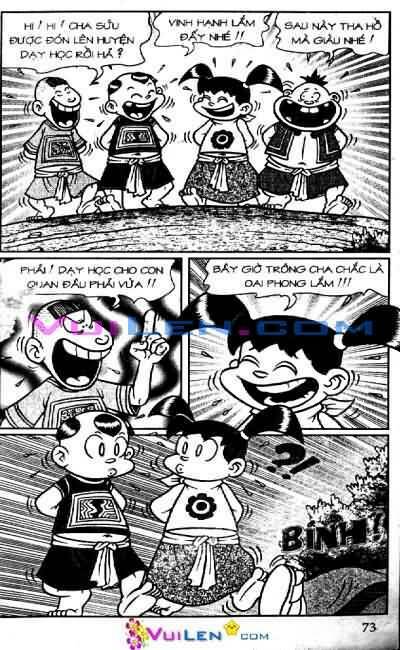 HI! HI! CHA SỬU
ĐƯỢC ĐÓN LÊN HUYỆN
DẠY HỌC RỒI HẢ?
VINH HẠNH LẮM
ĐẤY NHÉ!!
SAU NÀY THA HỒ
MÀ GIÀU NHÉ!
PHẢI! DẠY HỌC CHO CON
QUAN ĐÂU PHẢI VỪA!!
BÂY GIỜ TRÔNG CHA CHẮC LÀ
OAI PHONG LẮM!!!
VUILEN.COM
?!
BÍNH!
73
VUILEN.COM